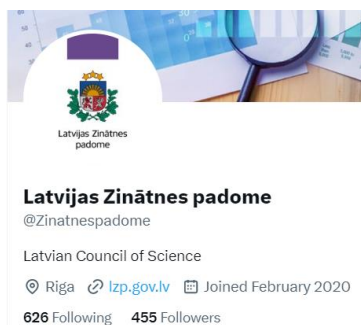 Latvijas Zinātnes
padome
Latvijas Zinātnes padome
@Zinatnespadome
Latvian Council of Science
Riga lzp.gov.lv Joined February 2020
626 Following 455 Followers